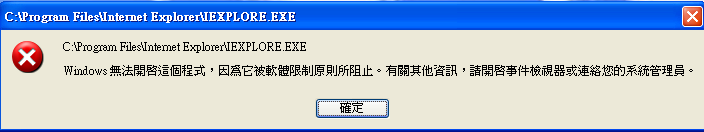 C:\Program Files\Internet Explorer\IEXPLORE.EXE
C:\Program Files\Internet Explorer\IEXPLORE.EXE
Windows 無法開啟這個程式，因為它被軟體限制原則所阻止。有關其他資訊，請開啟事件檢視器或連絡您的系統管理員。
確定